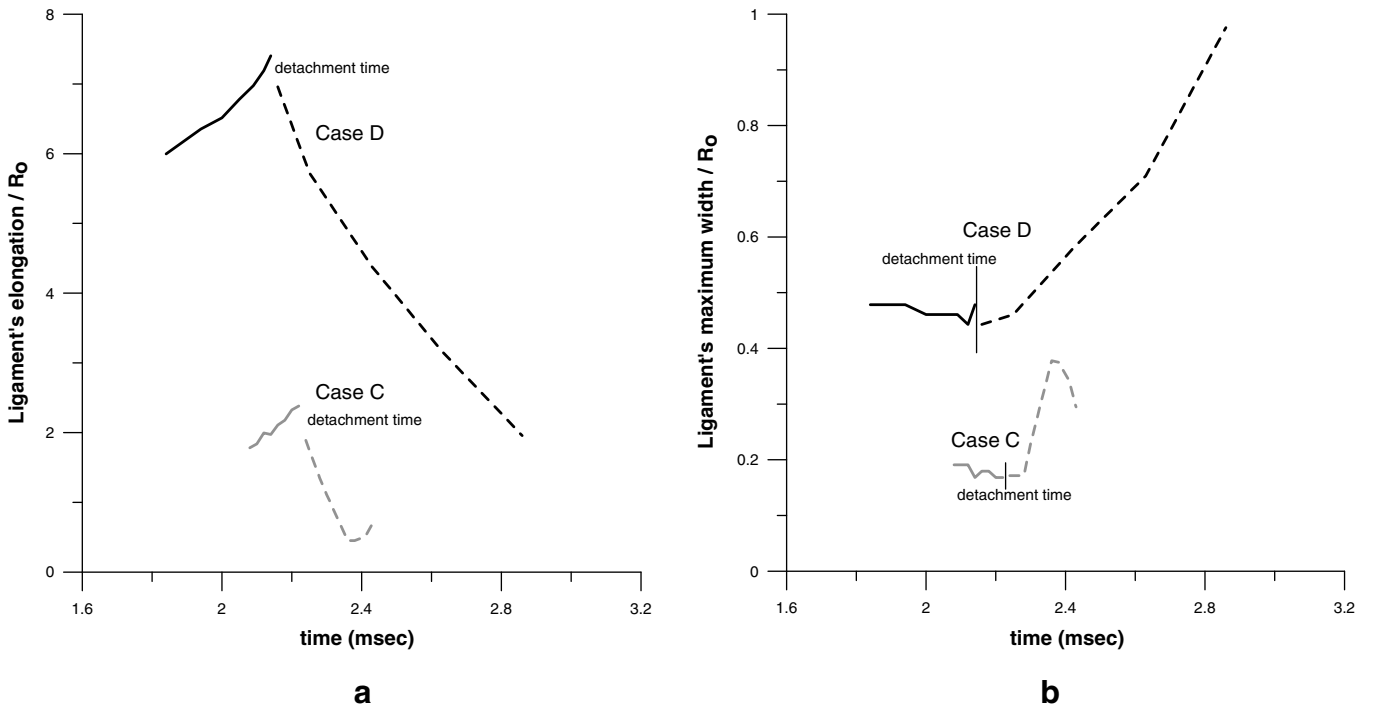 8
6
4
2
0
1.6
2
2.4
2.8
3.2
Ligament's elongation / Ro
time (msec)
detachment time
Case D
Case C
detachment time
a
1
0.8
0.6
0.4
0.2
0
1.6
2
2.4
2.8
3.2
Ligament's maximum width / Ro
time (msec)
Case D
detachment time
Case C
detachment time
b